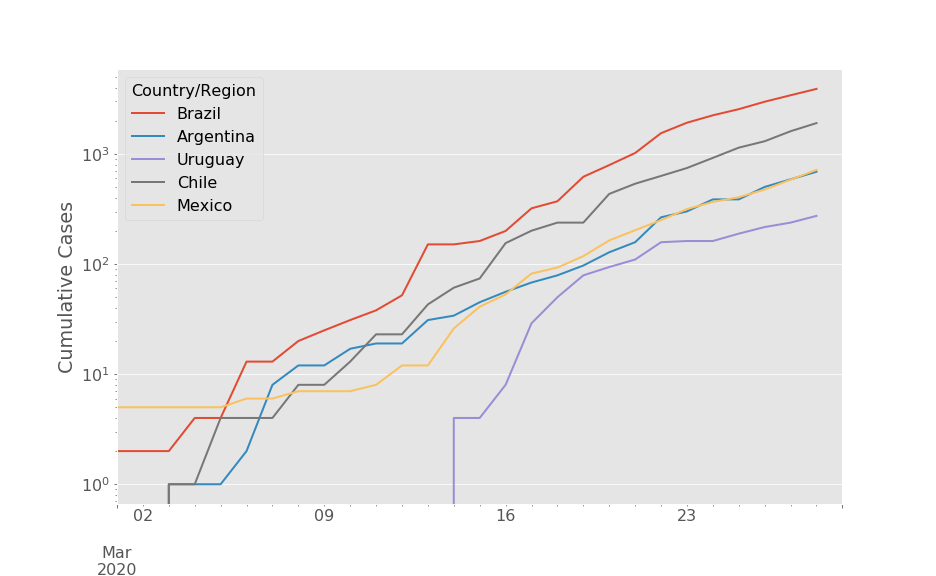 Country/Region
Brazil
Argentina
Uruguay
Chile
Mexico
Cumulative Cases
10³
10²
10¹
10⁰
02 09 16 23
Mar
2020